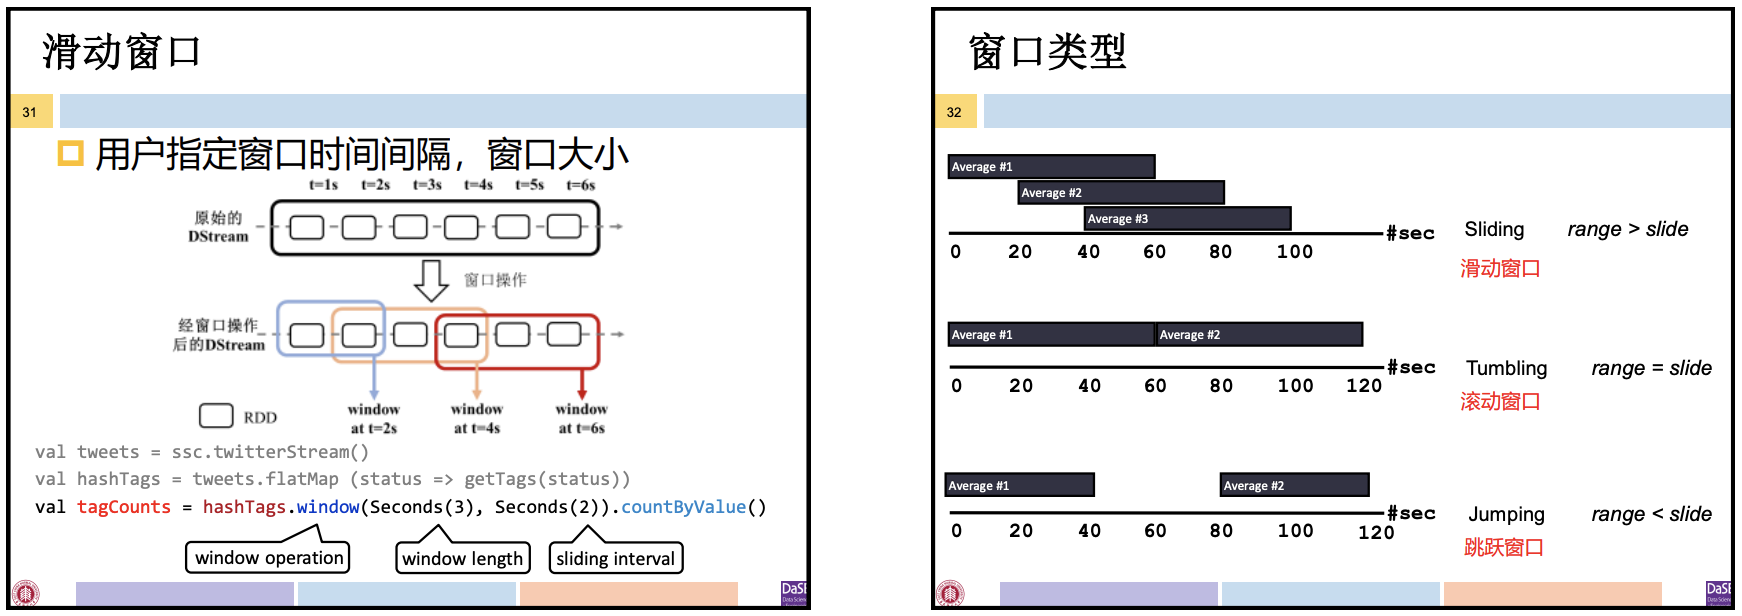 滑动窗口
31
用户指定窗口时间间隔，窗口大小
t=1s t=2s t=3s t=4s t=5s t=6s
原始的
DStream
窗口操作
经窗口操作
后的DStream
RDD
window
at t=2s
window
at t=4s
window
at t=6s
val tweets = ssc.twitterStream()
val hashTags = tweets.flatMap (status => getTags(status))
val tagCounts = hashTags.window(Seconds(3), Seconds(2)).countByValue()
window operation
window length
sliding interval
窗口类型
32
Average #1
Average #2
Average #3
#sec
0 20 40 60 80 100
Sliding range > slide
滑动窗口
Average #1 Average #2
#sec
0 20 40 60 80 100 120
Tumbling range = slide
滚动窗口
Average #1 Average #2
#sec
0 20 40 60 80 100 120
Jumping range < slide
跳跃窗口